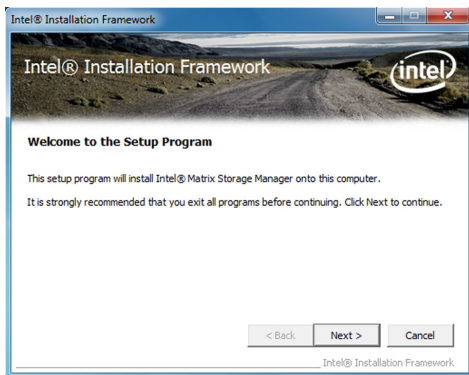 Intel® Installation Framework
Intel® Installation Framework
intel
Welcome to the Setup Program
This setup program will install Intel® Matrix Storage Manager onto this computer.
It is strongly recommended that you exit all programs before continuing. Click Next to continue.
< Back Next > Cancel
Intel® Installation Framework